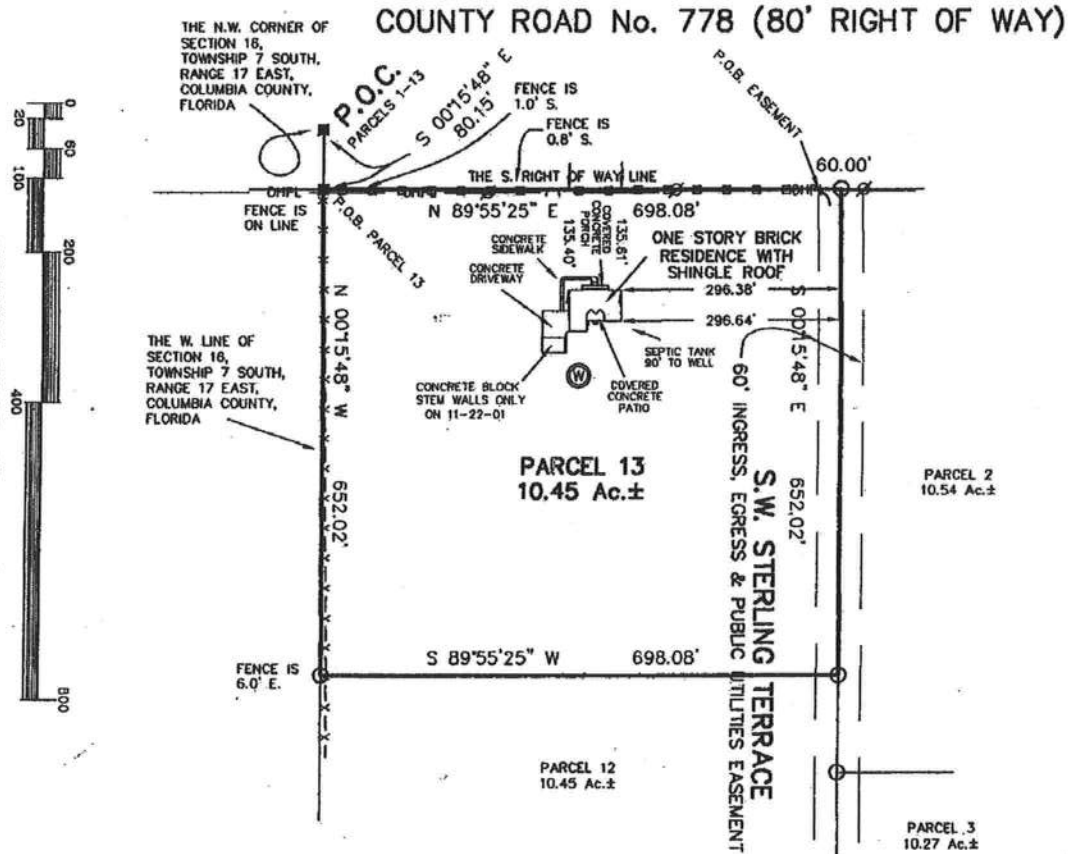 COUNTY ROAD No. 778 (80' RIGHT OF WAY)
THE N.W. CORNER OF
SECTION 16,
TOWNSHIP 7 SOUTH,
RANGE 17 EAST,
COLUMBIA COUNTY,
FLORIDA
P.O.C.
PARCELS 1-13
S 00°15'48" E
80.15'
FENCE IS
1.0' S.
FENCE IS
0.8' S.
P.O.B. EASEMENT
60.00'
0
20
60
100
200
400
800
THE S. RIGHT OF WAY LINE
OHPL
OHPL
OHPL
FENCE IS
ON LINE
N 89°55'25" E
698.08'
P.O.B. PARCEL 13
CONCRETE
SIDEWALK
CONCRETE
DRIVEWAY
135.40'
COVERED
CONCRETE
PORCH
135.61'
ONE STORY BRICK
RESIDENCE WITH
SHINGLE ROOF
296.38'
296.64'
SEPTIC TANK
90' TO WELL
W
CONCRETE BLOCK
STEM WALLS ONLY
ON 11-22-01
COVERED
CONCRETE
PATIO
N 00°15'48" W
652.02'
THE W. LINE OF
SECTION 16,
TOWNSHIP 7 SOUTH,
RANGE 17 EAST,
COLUMBIA COUNTY,
FLORIDA
PARCEL 13
10.45 Ac.±
S 00°15'48" E
652.02'
S.W. STERLING TERRACE
60' INGRESS, EGRESS & PUBLIC UTILITIES EASEMENT
PARCEL 2
10.54 Ac.±
FENCE IS
6.0' E.
S 89°55'25" W
698.08'
PARCEL 12
10.45 Ac.±
PARCEL 3
10.27 Ac.±